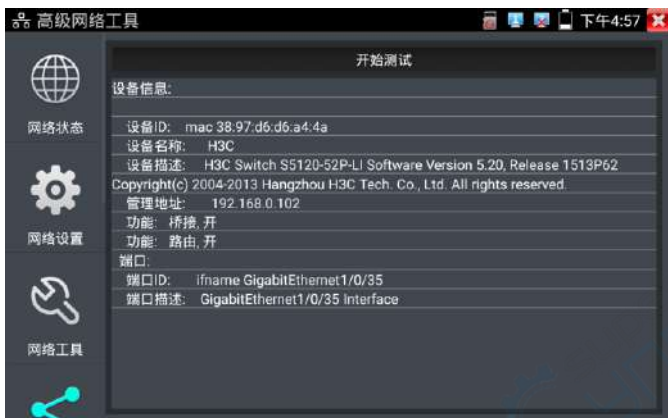 高级网络工具
下午4:57
开始测试
设备信息:
网络状态
设备ID: mac 38:97:d6:d6:a4:4a
设备名称: H3C
设备描述: H3C Switch S5120-52P-LI Software Version 5.20, Release 1513P62
Copyright(c) 2004-2013 Hangzhou H3C Tech. Co., Ltd. All rights reserved.
管理地址: 192.168.0.102
功能: 桥接,开
网络设置
功能: 路由,开
端口:
端口ID: ifname GigabitEthernet1/0/35
端口描述: GigabitEthernet1/0/35 Interface
网络工具